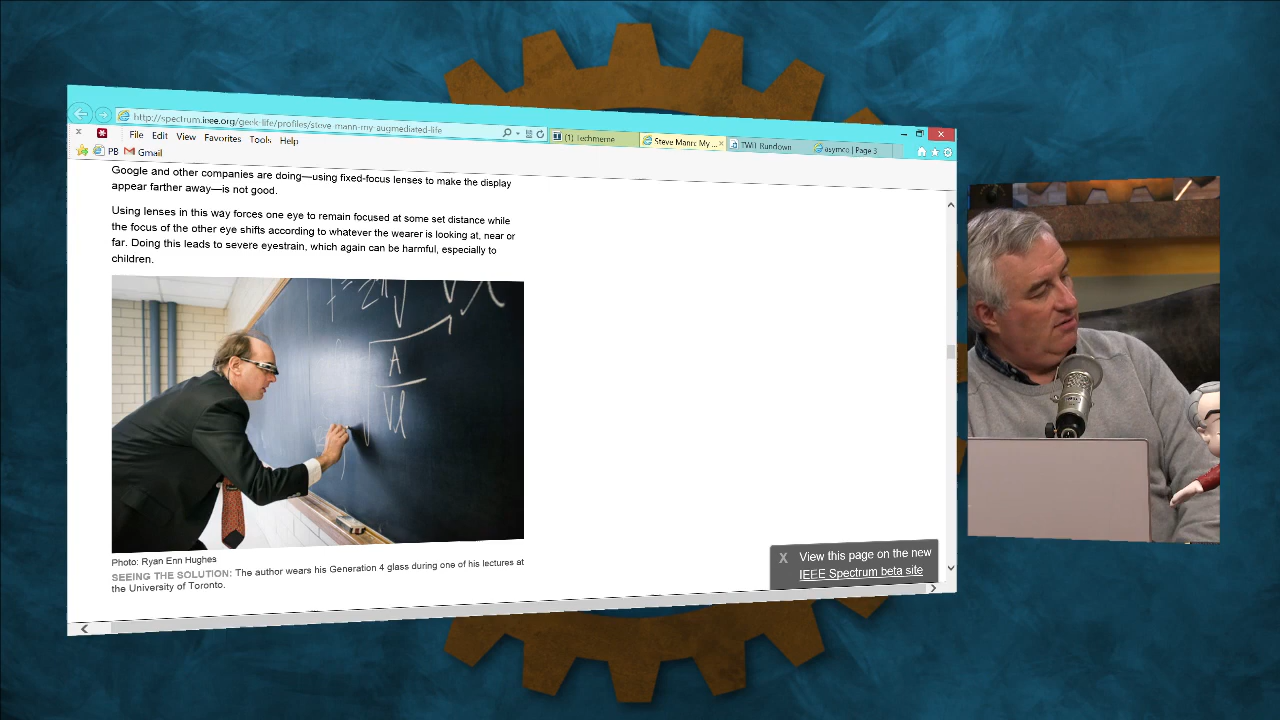 http://spectrum.ieee.org/geek-life/profiles/steve-mann-my-augmediated-life
(1) Techmeme
Steve Mann: My ...
TWiT Rundown
asymco | Page 3
File Edit View Favorites Tools Help
PB Gmail
Google and other companies are doing—using fixed-focus lenses to make the display
appear farther away—is not good.
Using lenses in this way forces one eye to remain focused at some set distance while
the focus of the other eye shifts according to whatever the wearer is looking at, near or
far. Doing this leads to severe eyestrain, which again can be harmful, especially to
children.
A
Photo: Ryan Enn Hughes
SEEING THE SOLUTION: The author wears his Generation 4 glass during one of his lectures at
the University of Toronto.
X View this page on the new
IEEE Spectrum beta site